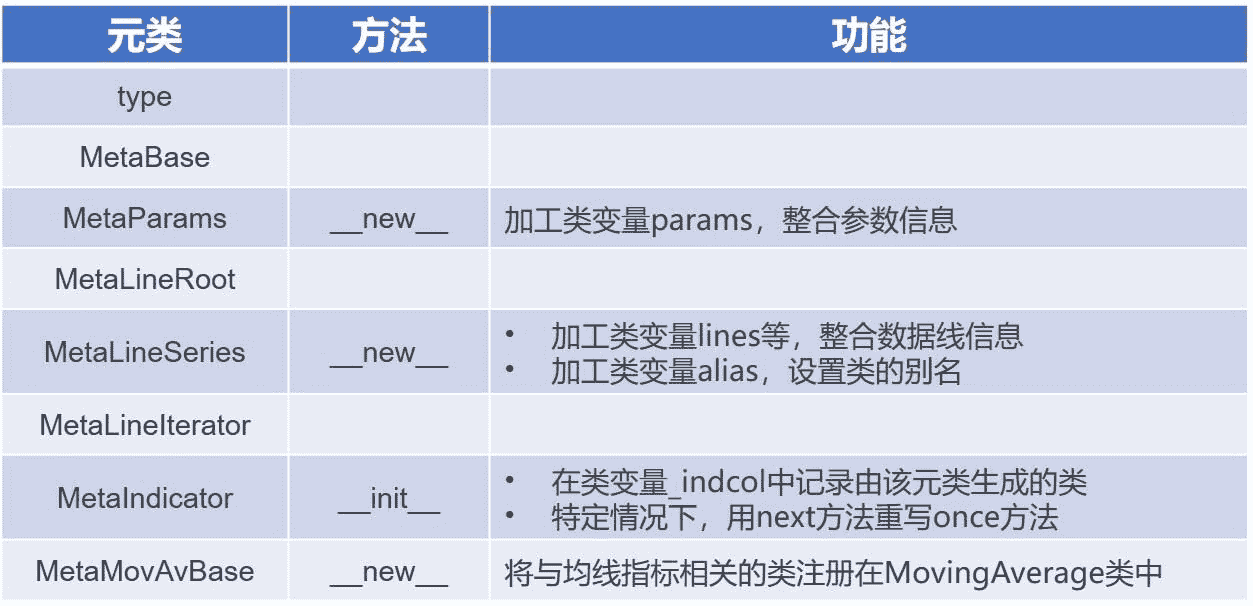 元类 方法 功能
type
MetaBase
MetaParams __new__ 加工类变量params，整合参数信息
MetaLineRoot
MetaLineSeries __new__
• 加工类变量lines等，整合数据线信息
• 加工类变量alias，设置类的别名
MetaLineIterator
MetaIndicator __init__
• 在类变量_indcol中记录由该元类生成的类
• 特定情况下，用next方法重写once方法
MetaMovAvBase __new__ 将与均线指标相关的类注册在MovingAverage类中